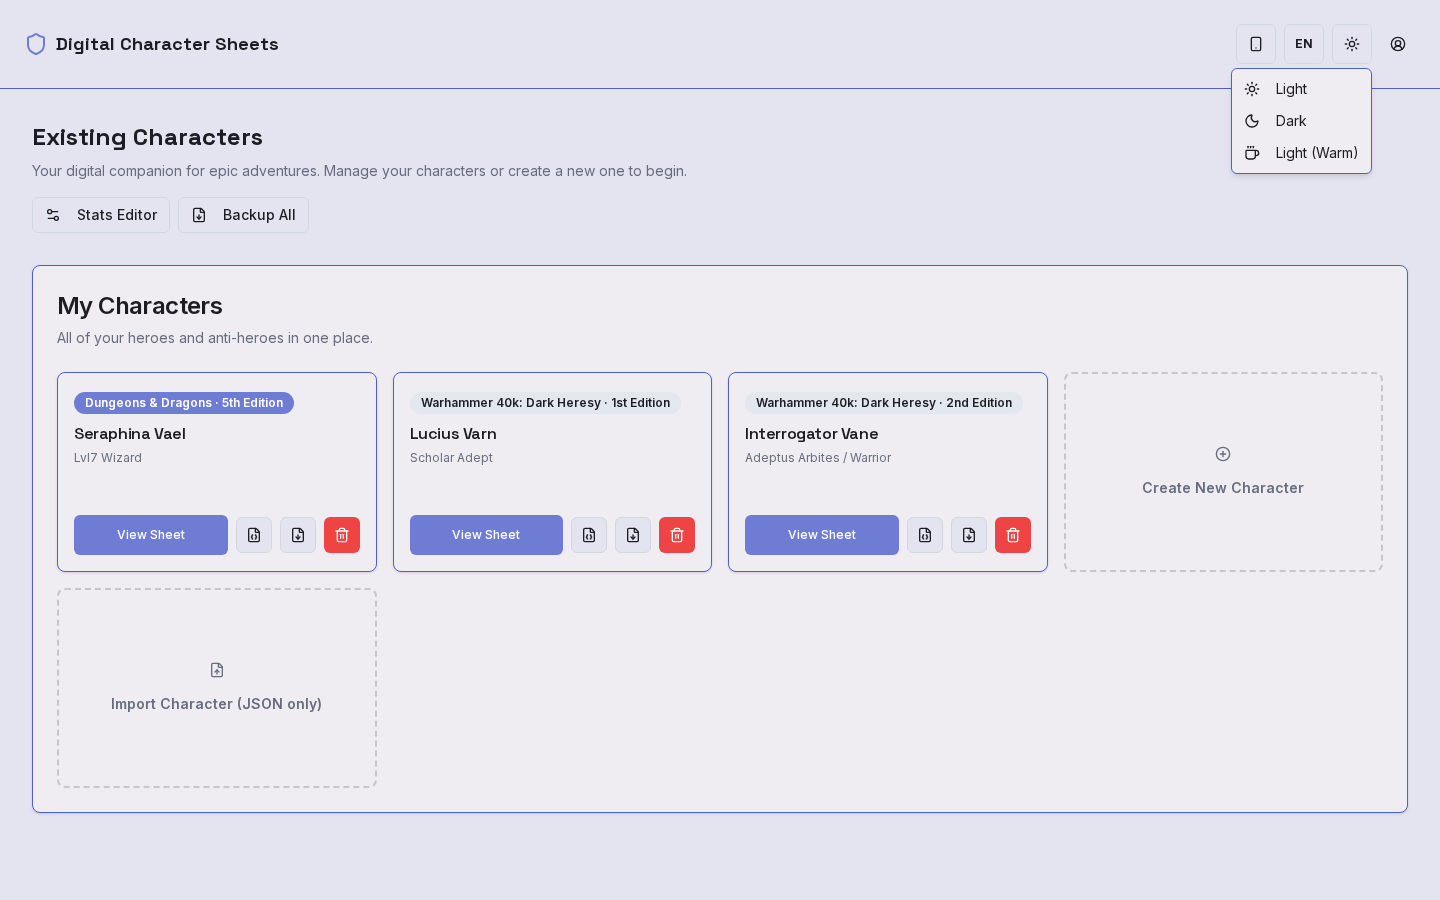 Digital Character Sheets
EN
Light
Dark
Light (Warm)
Existing Characters
Your digital companion for epic adventures. Manage your characters or create a new one to begin.
Stats Editor
Backup All
My Characters
All of your heroes and anti-heroes in one place.
Dungeons & Dragons · 5th Edition
Seraphina Vael
Lvl7 Wizard
View Sheet
Warhammer 40k: Dark Heresy · 1st Edition
Lucius Varn
Scholar Adept
View Sheet
Warhammer 40k: Dark Heresy · 2nd Edition
Interrogator Vane
Adeptus Arbites / Warrior
View Sheet
Create New Character
Import Character (JSON only)